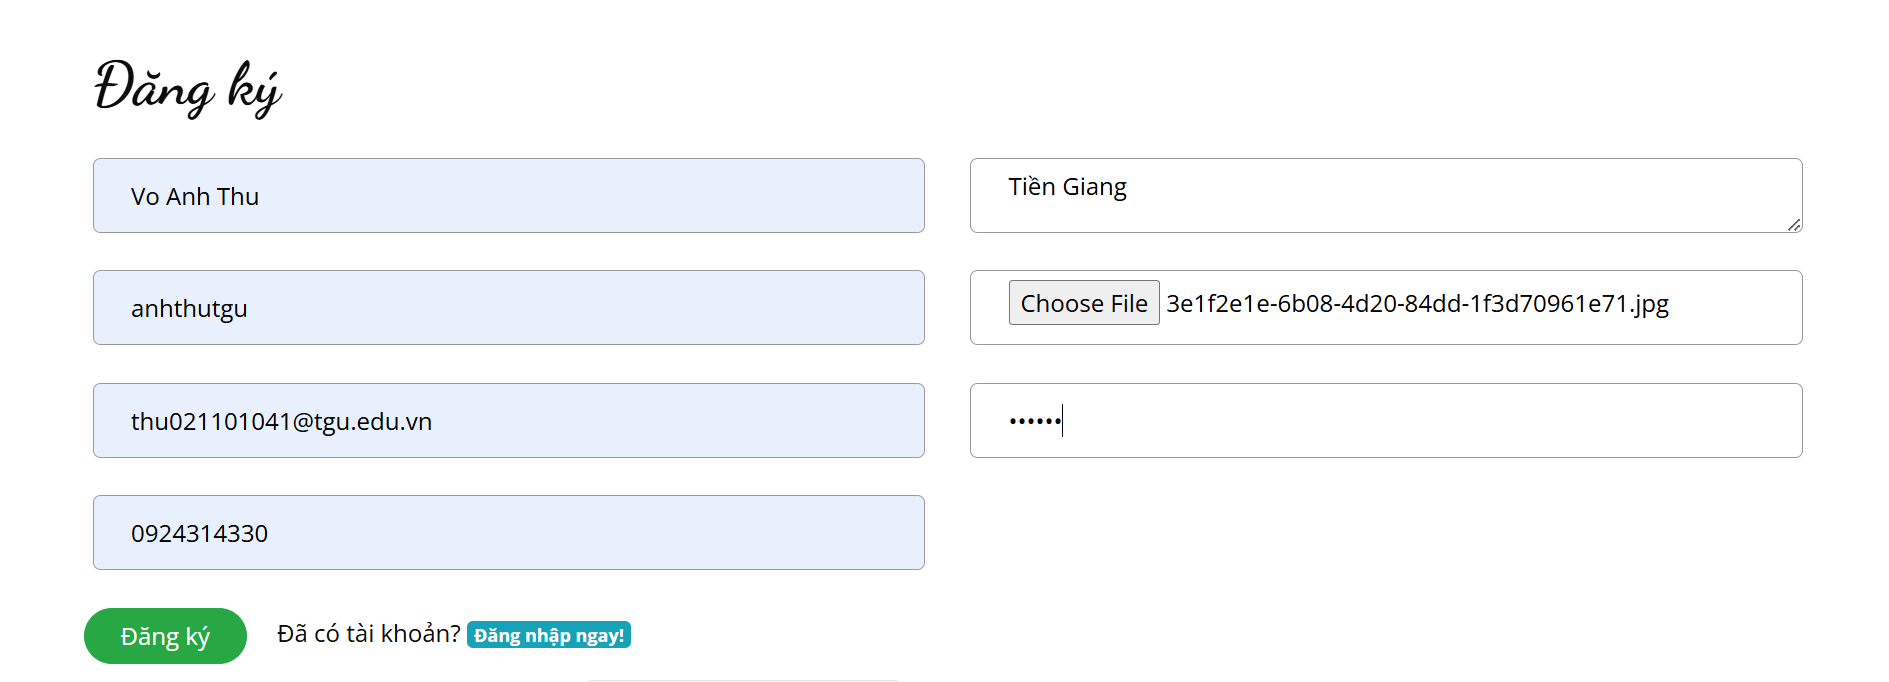 Đăng ký
Vo Anh Thu
Tiền Giang
anhthutgu
Choose File 3e1f2e1e-6b08-4d20-84dd-1f3d70961e71.jpg
thu021101041@tgu.edu.vn
••••••
0924314330
Đăng ký
Đã có tài khoản? Đăng nhập ngay!